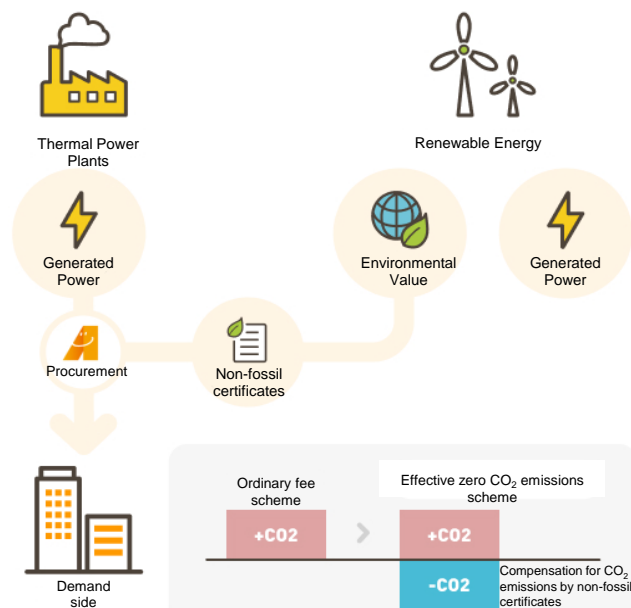 Thermal Power
Plants
Renewable Energy
Generated
Power
Environmental
Value
Generated
Power
Procurement
Non-fossil
certificates
Demand
side
Ordinary fee
scheme
Effective zero CO₂ emissions
scheme
+CO2
+CO2
-CO2
Compensation for CO₂
emissions by non-fossil
certificates